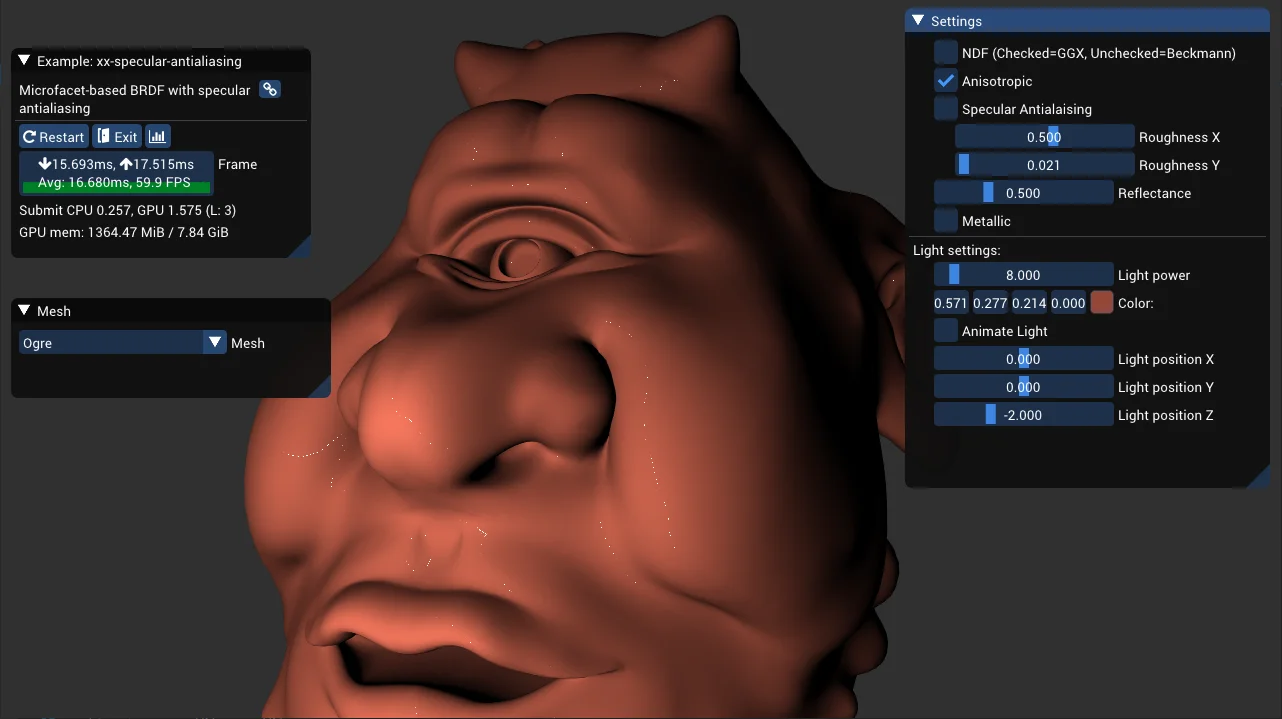 Example: xx-specular-antialiasing
Microfacet-based BRDF with specular
antialiasing
Restart Exit
15.693ms, 17.515ms Frame
Avg: 16.680ms, 59.9 FPS
Submit CPU 0.257, GPU 1.575 (L: 3)
GPU mem: 1364.47 MiB / 7.84 GiB
Mesh
Ogre Mesh
Settings
NDF (Checked=GGX, Unchecked=Beckmann)
Anisotropic
Specular Antialaising
0.500 Roughness X
0.021 Roughness Y
0.500 Reflectance
Metallic
Light settings:
8.000 Light power
0.571 0.277 0.214 0.000 Color:
Animate Light
0.000 Light position X
0.000 Light position Y
-2.000 Light position Z